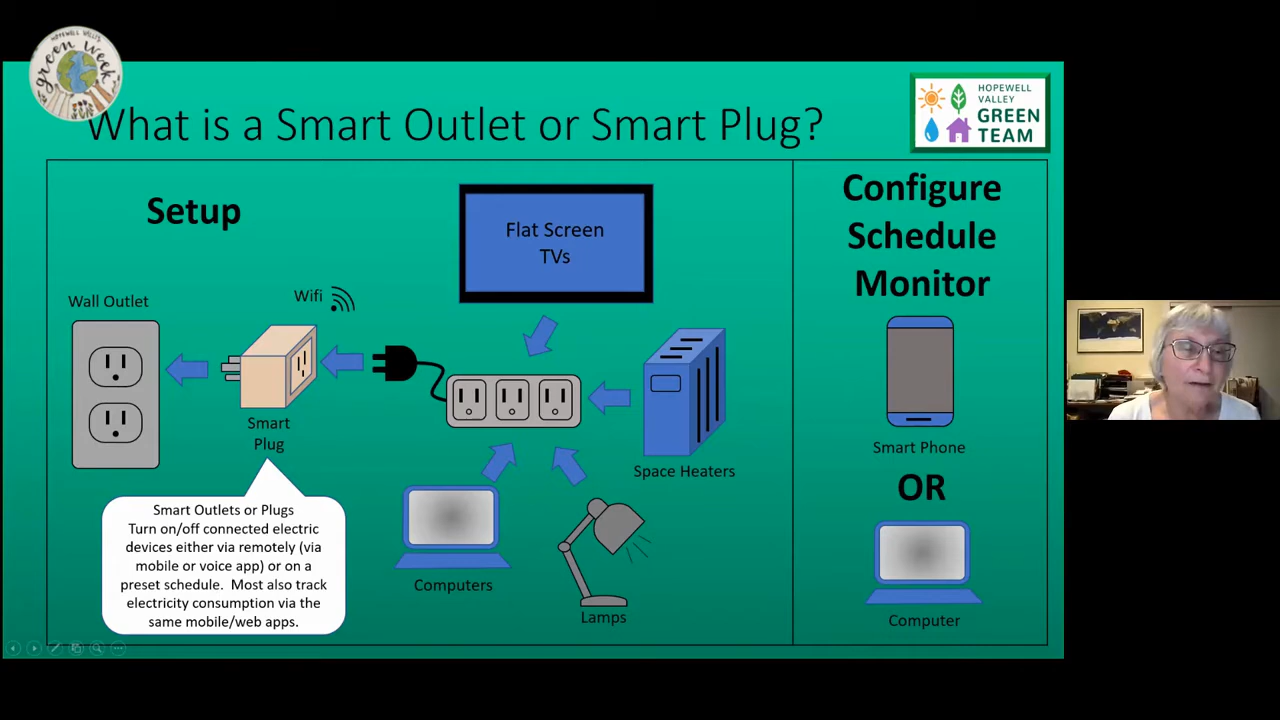 HOPEWELL VALLEY
green week
What is a Smart Outlet or Smart Plug?
HOPEWELL
VALLEY
GREEN
TEAM
Setup
Flat Screen
TVs
Wall Outlet
Wifi
Smart
Plug
Space Heaters
Smart Outlets or Plugs
Turn on/off connected electric
devices either via remotely (via
mobile or voice app) or on a
preset schedule.  Most also track
electricity consumption via the
same mobile/web apps.
Computers
Lamps
Configure
Schedule
Monitor
Smart Phone
OR
Computer